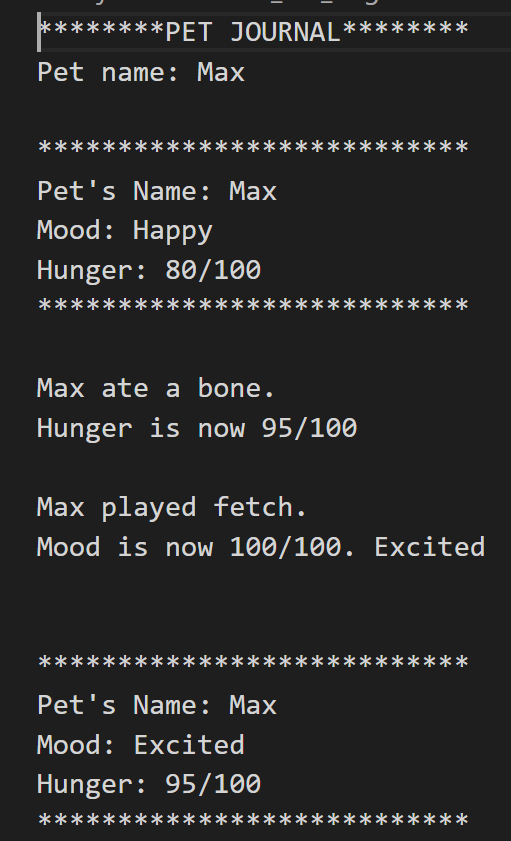 ********PET JOURNAL********
Pet name: Max
***************************
Pet's Name: Max
Mood: Happy
Hunger: 80/100
***************************
Max ate a bone.
Hunger is now 95/100
Max played fetch.
Mood is now 100/100. Excited
***************************
Pet's Name: Max
Mood: Excited
Hunger: 95/100
***************************